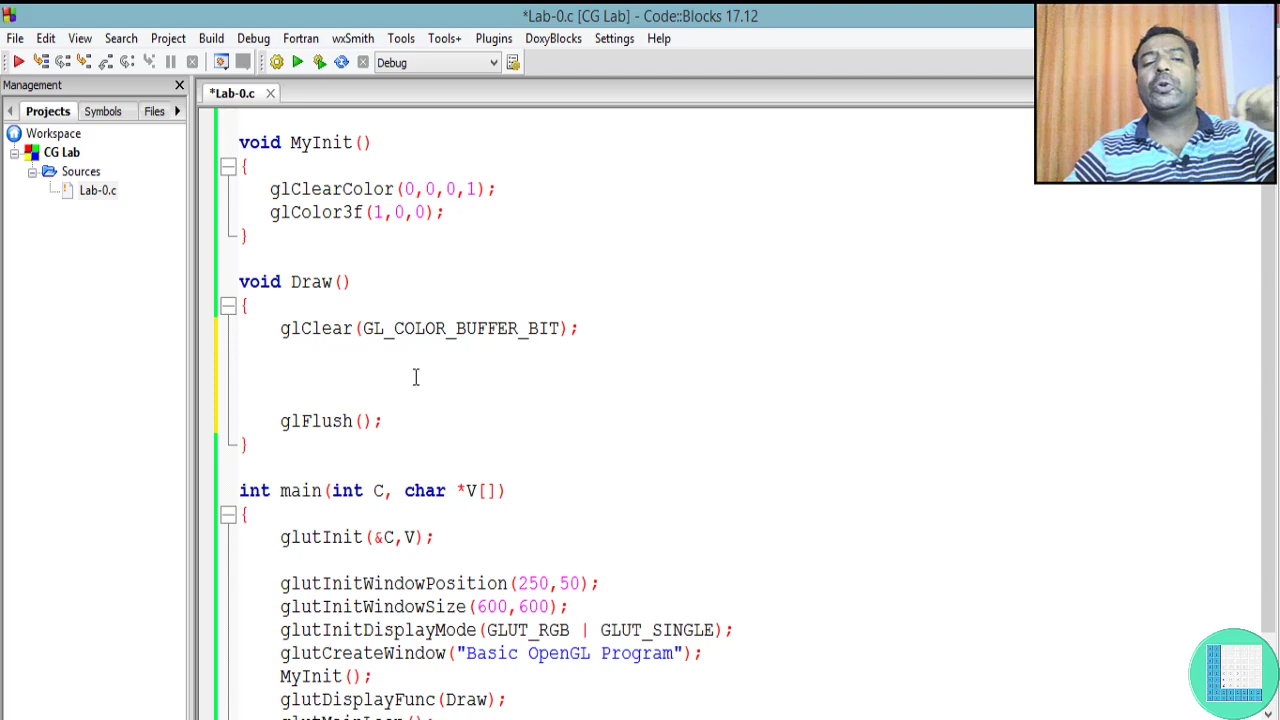 *Lab-0.c [CG Lab] - Code::Blocks 17.12
File Edit View Search Project Build Debug Fortran wxSmith Tools Tools+ Plugins DoxyBlocks Settings Help
Debug
Management
*Lab-0.c
Projects Symbols Files
Workspace
CG Lab
Sources
Lab-0.c
void MyInit()
{
glClearColor(0,0,0,1);
glColor3f(1,0,0);
}
void Draw()
{
glClear(GL_COLOR_BUFFER_BIT);
glFlush();
}
int main(int C, char *V[])
{
glutInit(&C,V);
glutInitWindowPosition(250,50);
glutInitWindowSize(600,600);
glutInitDisplayMode(GLUT_RGB | GLUT_SINGLE);
glutCreateWindow("Basic OpenGL Program");
MyInit();
glutDisplayFunc(Draw);
glutMainLoop();